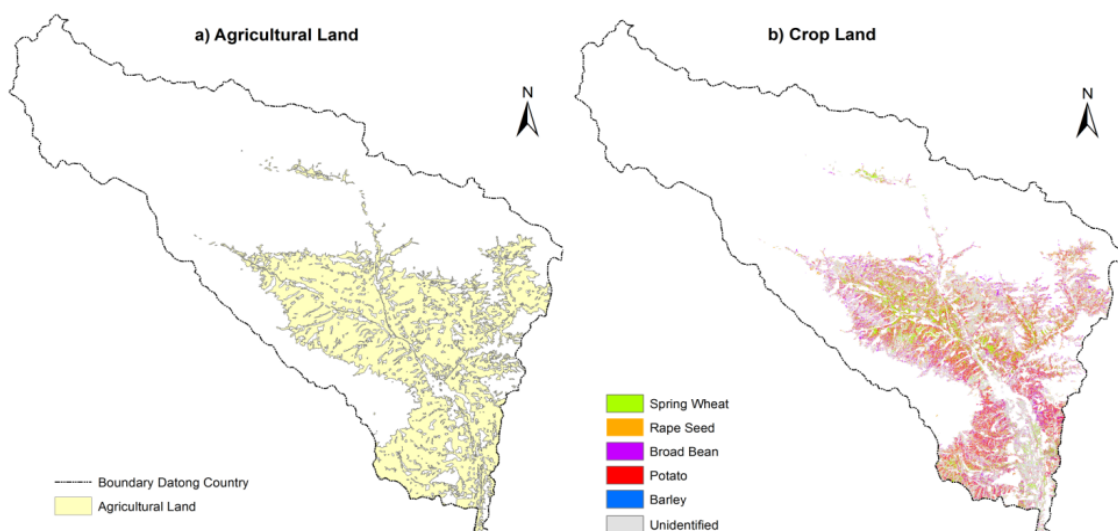 a) Agricultural Land
N
Boundary Datong Country
Agricultural Land
b) Crop Land
N
Spring Wheat
Rape Seed
Broad Bean
Potato
Barley
Unidentified